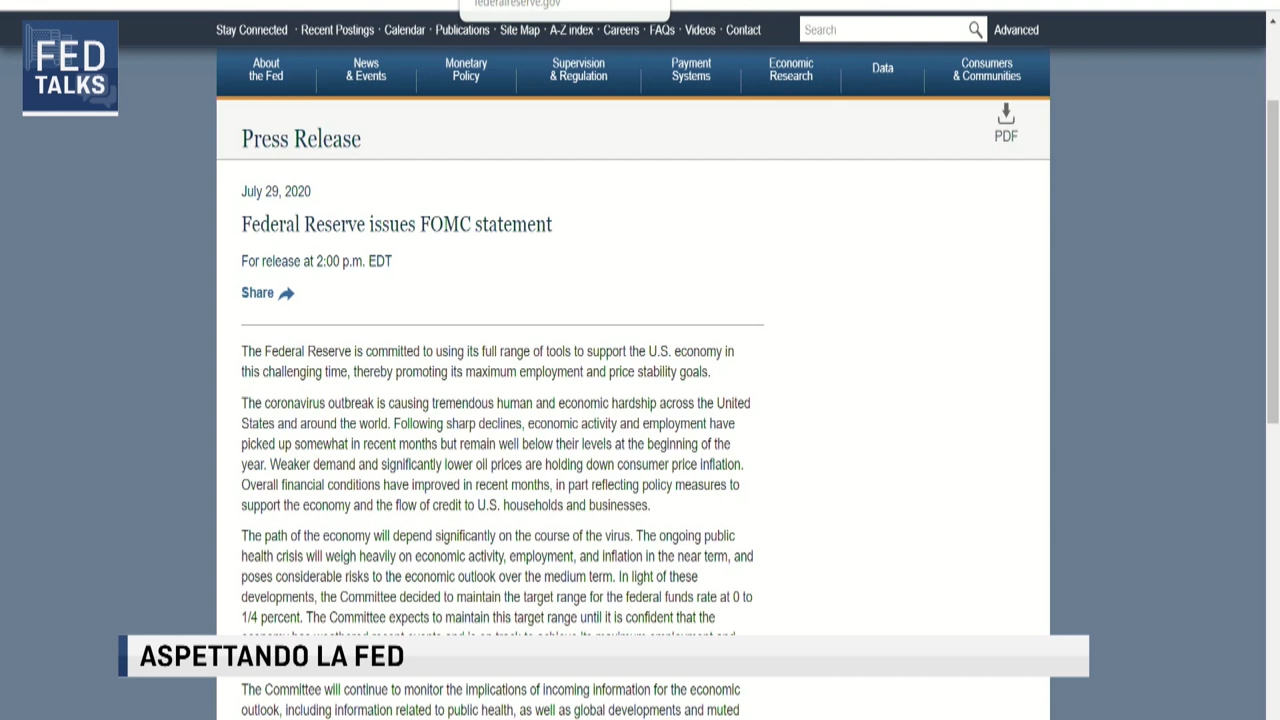 federalreserve.gov
Stay Connected · Recent Postings · Calendar · Publications · Site Map · A-Z index · Careers · FAQs · Videos · Contact
Search
Advanced
FED
TALKS
About
the Fed
News
& Events
Monetary
Policy
Supervision
& Regulation
Payment
Systems
Economic
Research
Data
Consumers
& Communities
Press Release
PDF
July 29, 2020
Federal Reserve issues FOMC statement
For release at 2:00 p.m. EDT
Share
The Federal Reserve is committed to using its full range of tools to support the U.S. economy in
this challenging time, thereby promoting its maximum employment and price stability goals.
The coronavirus outbreak is causing tremendous human and economic hardship across the United
States and around the world. Following sharp declines, economic activity and employment have
picked up somewhat in recent months but remain well below their levels at the beginning of the
year. Weaker demand and significantly lower oil prices are holding down consumer price inflation.
Overall financial conditions have improved in recent months, in part reflecting policy measures to
support the economy and the flow of credit to U.S. households and businesses.
The path of the economy will depend significantly on the course of the virus. The ongoing public
health crisis will weigh heavily on economic activity, employment, and inflation in the near term, and
poses considerable risks to the economic outlook over the medium term. In light of these
developments, the Committee decided to maintain the target range for the federal funds rate at 0 to
1/4 percent. The Committee expects to maintain this target range until it is confident that the
ASPETTANDO LA FED
The Committee will continue to monitor the implications of incoming information for the economic
outlook, including information related to public health, as well as global developments and muted